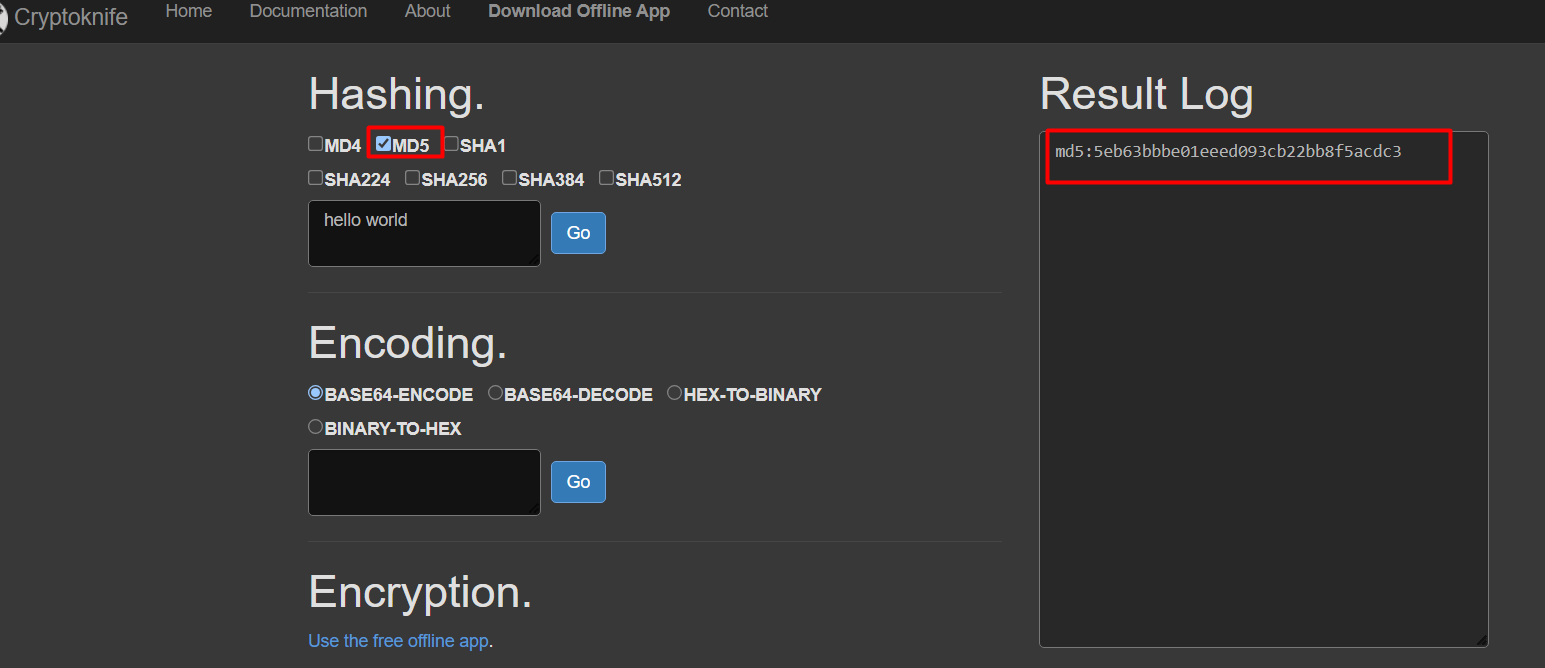 Cryptoknife Home Documentation About Download Offline App Contact
Hashing.
MD4 MD5 SHA1
SHA224 SHA256 SHA384 SHA512
hello world
Go
Encoding.
BASE64-ENCODE BASE64-DECODE HEX-TO-BINARY
BINARY-TO-HEX
Go
Encryption.
Use the free offline app.
Result Log
md5:5eb63bbbe01eeed093cb22bb8f5acdc3